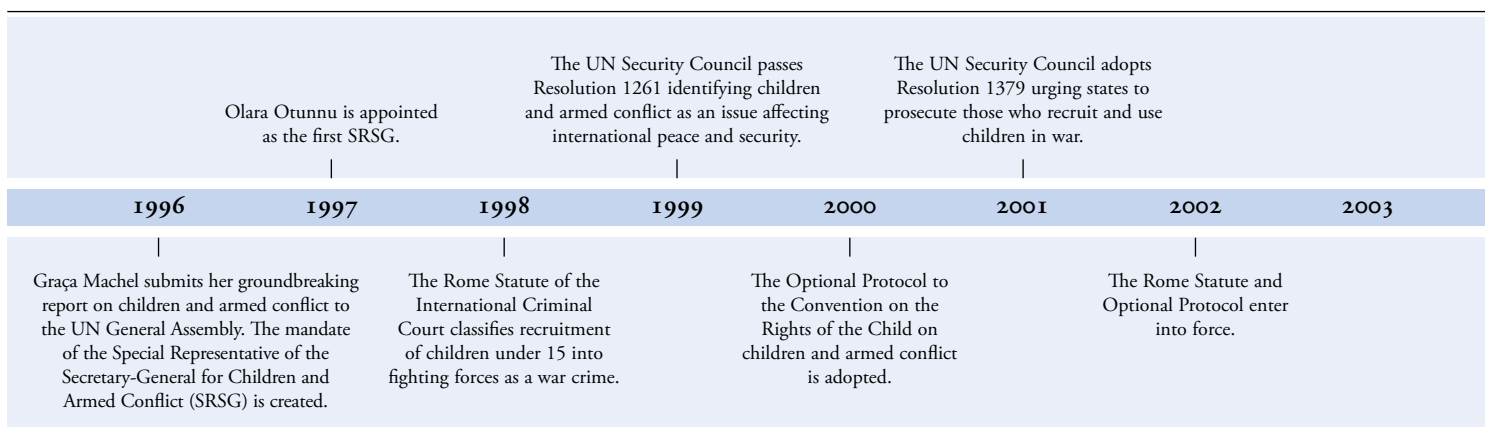 Olara Otunnu is appointed
as the first SRSG.
The UN Security Council passes
Resolution 1261 identifying children
and armed conflict as an issue affecting
international peace and security.
The UN Security Council adopts
Resolution 1379 urging states to
prosecute those who recruit and use
children in war.
1996 1997 1998 1999 2000 2001 2002 2003
Graça Machel submits her groundbreaking
report on children and armed conflict to
the UN General Assembly. The mandate
of the Special Representative of the
Secretary-General for Children and
Armed Conflict (SRSG) is created.
The Rome Statute of the
International Criminal
Court classifies recruitment
of children under 15 into
fighting forces as a war crime.
The Optional Protocol to
the Convention on the
Rights of the Child on
children and armed conflict
is adopted.
The Rome Statute and
Optional Protocol enter
into force.